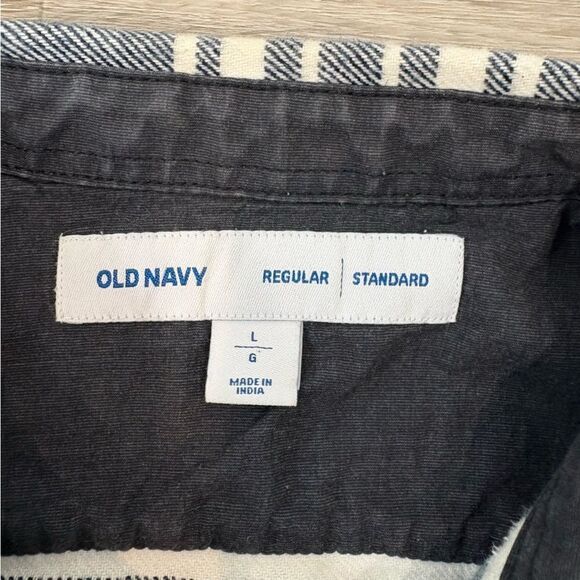 OLD NAVY REGULAR | STANDARD
L
G
MADE IN
INDIA